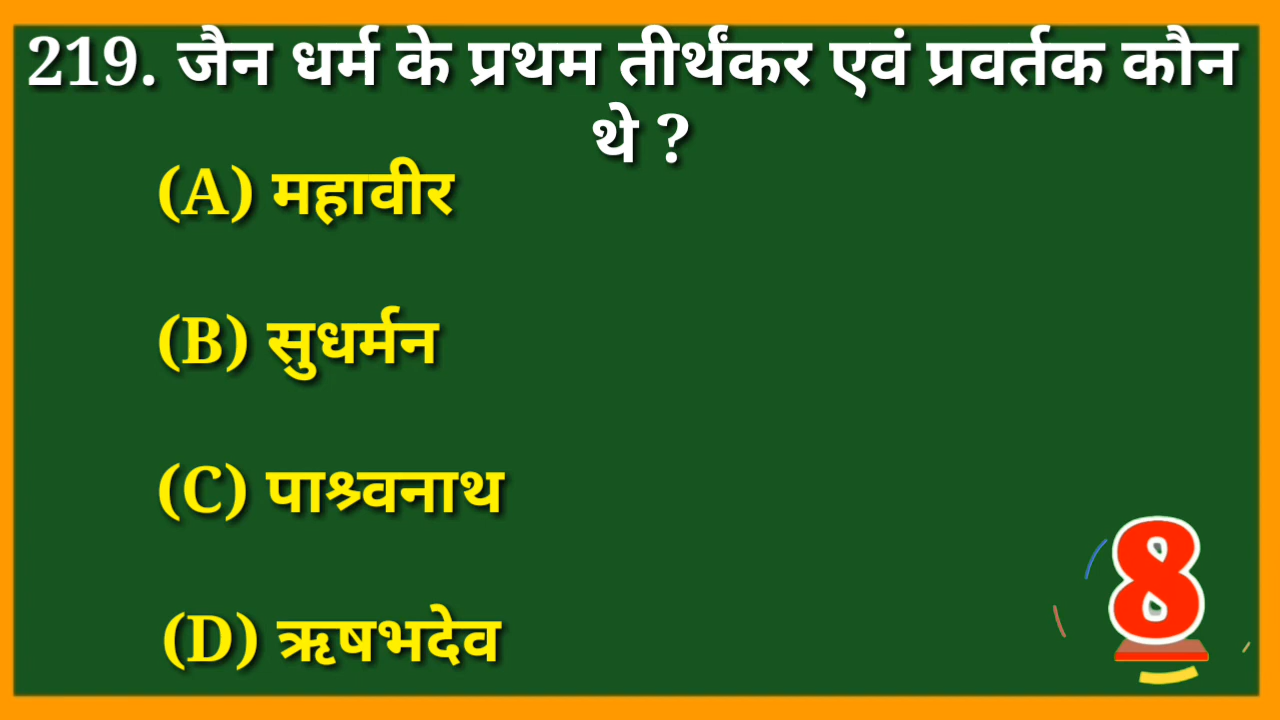 219. जैन धर्म के प्रथम तीर्थंकर एवं प्रवर्तक कौन
थे ?
(A) महावीर
(B) सुधर्मन
(C) पाश्र्वनाथ
(D) ऋषभदेव
8